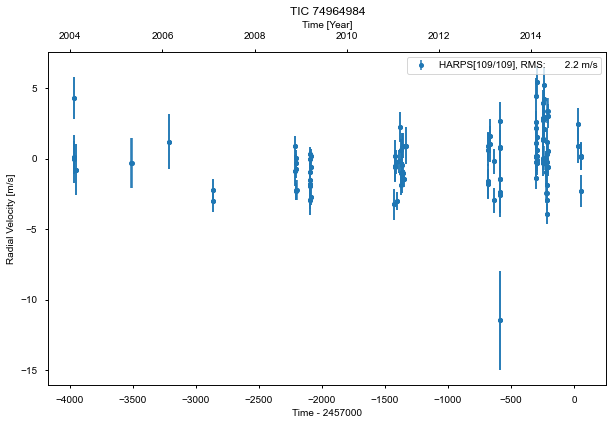 TIC 74964984
Time [Year]
2004 2006 2008 2010 2012 2014
HARPS[109/109], RMS: 2.2 m/s
Radial Velocity [m/s]
5
0
−5
−10
−15
−4000 −3500 −3000 −2500 −2000 −1500 −1000 −500 0
Time - 2457000